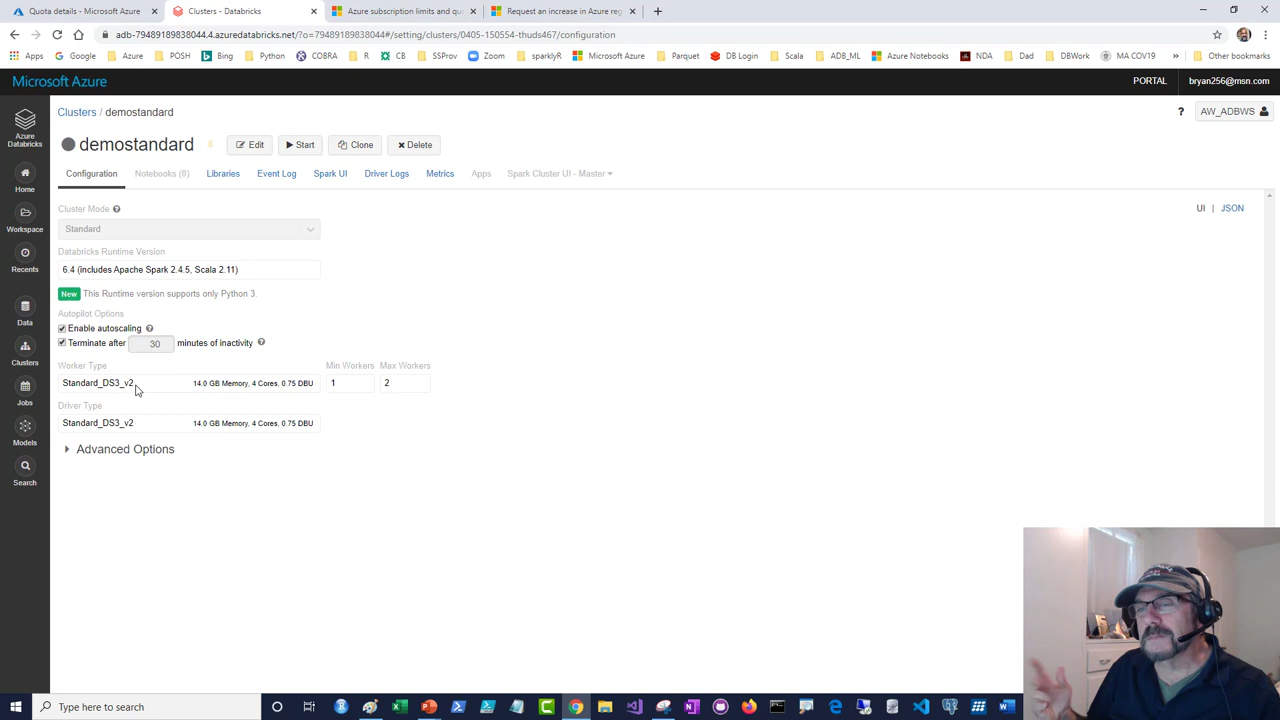 Quota details - Microsoft Azure
Clusters - Databricks
Azure subscription limits and quo
Request an increase in Azure reg
adb-79489189838044.4.azuredatabricks.net/?o=79489189838044#/setting/clusters/0405-150554-thuds467/configuration
Apps
Google
Azure
POSH
Bing
Python
COBRA
R
CB
SSProv
Zoom
sparklyR
Microsoft Azure
Parquet
DB Login
Scala
ADB_ML
Azure Notebooks
NDA
Dad
DBWork
MA COV19
»
Other bookmarks
Microsoft Azure
PORTAL
bryan256@msn.com
Azure
Databricks
Home
Workspace
Recents
Data
Clusters
Jobs
Models
Search
Clusters / demostandard
? AW_ADBWS
demostandard
Edit
Start
Clone
Delete
Configuration
Notebooks (0)
Libraries
Event Log
Spark UI
Driver Logs
Metrics
Apps
Spark Cluster UI - Master
UI | JSON
Cluster Mode ?
Standard
Databricks Runtime Version
6.4 (includes Apache Spark 2.4.5, Scala 2.11)
New This Runtime version supports only Python 3.
Autopilot Options
Enable autoscaling ?
Terminate after 30 minutes of inactivity ?
Worker Type Min Workers Max Workers
Standard_DS3_v2 14.0 GB Memory, 4 Cores, 0.75 DBU 1 2
Driver Type
Standard_DS3_v2 14.0 GB Memory, 4 Cores, 0.75 DBU
Advanced Options
Type here to search